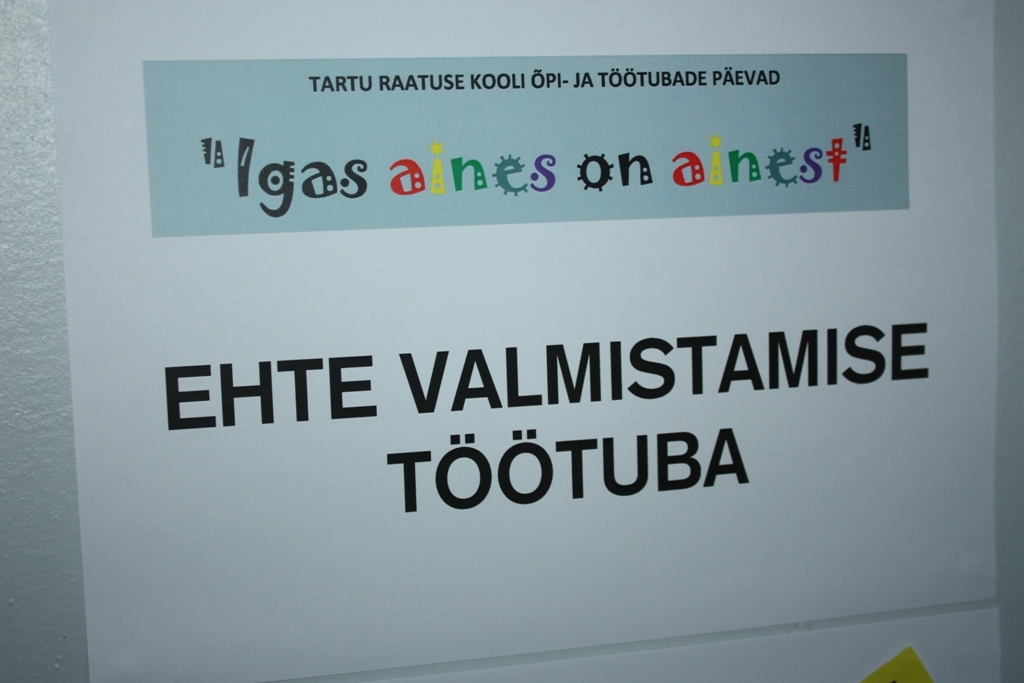 TARTU RAATUSE KOOLI ÕPI- JA TÖÖTUBADE PÄEVAD
"Igas aines on ainest"
EHTE VALMISTAMISE
TÖÖTUBA